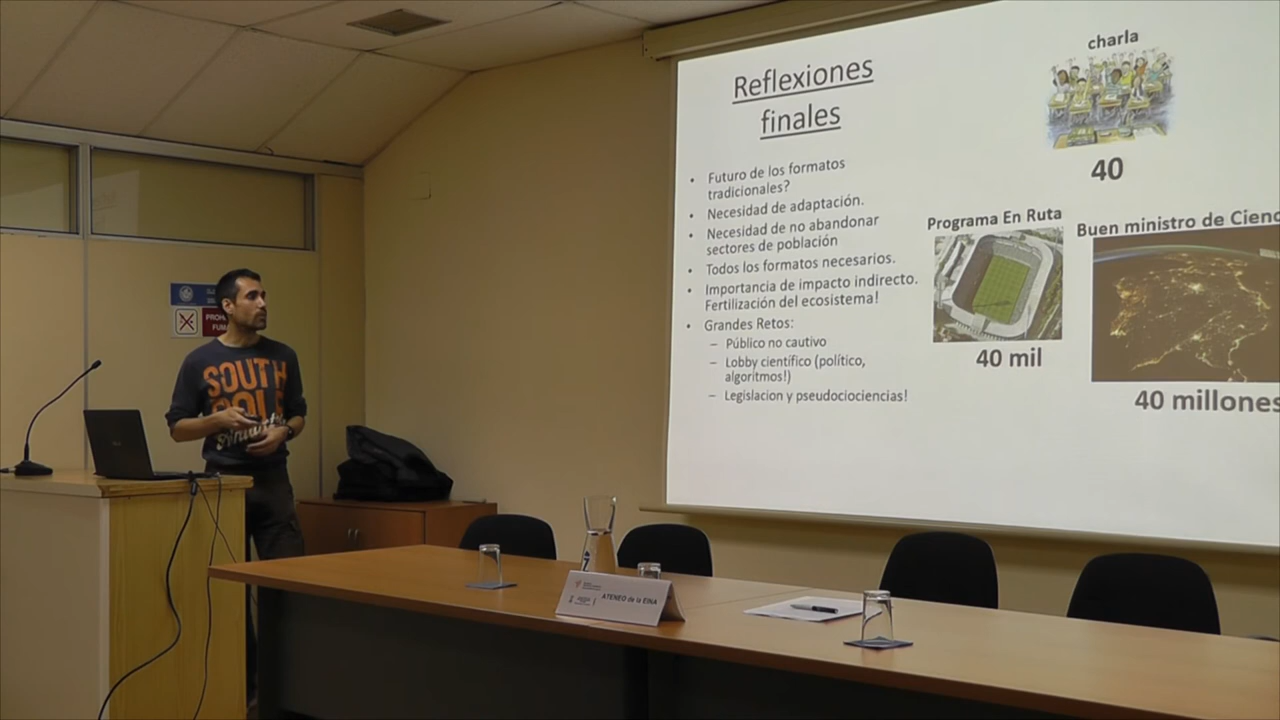 Reflexiones
finales
• Futuro de los formatos
tradicionales?
• Necesidad de adaptación.
• Necesidad de no abandonar
sectores de población
• Todos los formatos necesarios.
• Importancia de impacto indirecto.
Fertilización del ecosistema!
• Grandes Retos:
– Público no cautivo
– Lobby científico (político,
algoritmos!)
– Legislacion y pseudociociencias!
charla
40
Programa En Ruta
40 mil
Buen ministro de Cienc
40 millones
SOUTH
POLE
ATENEO de la EINA